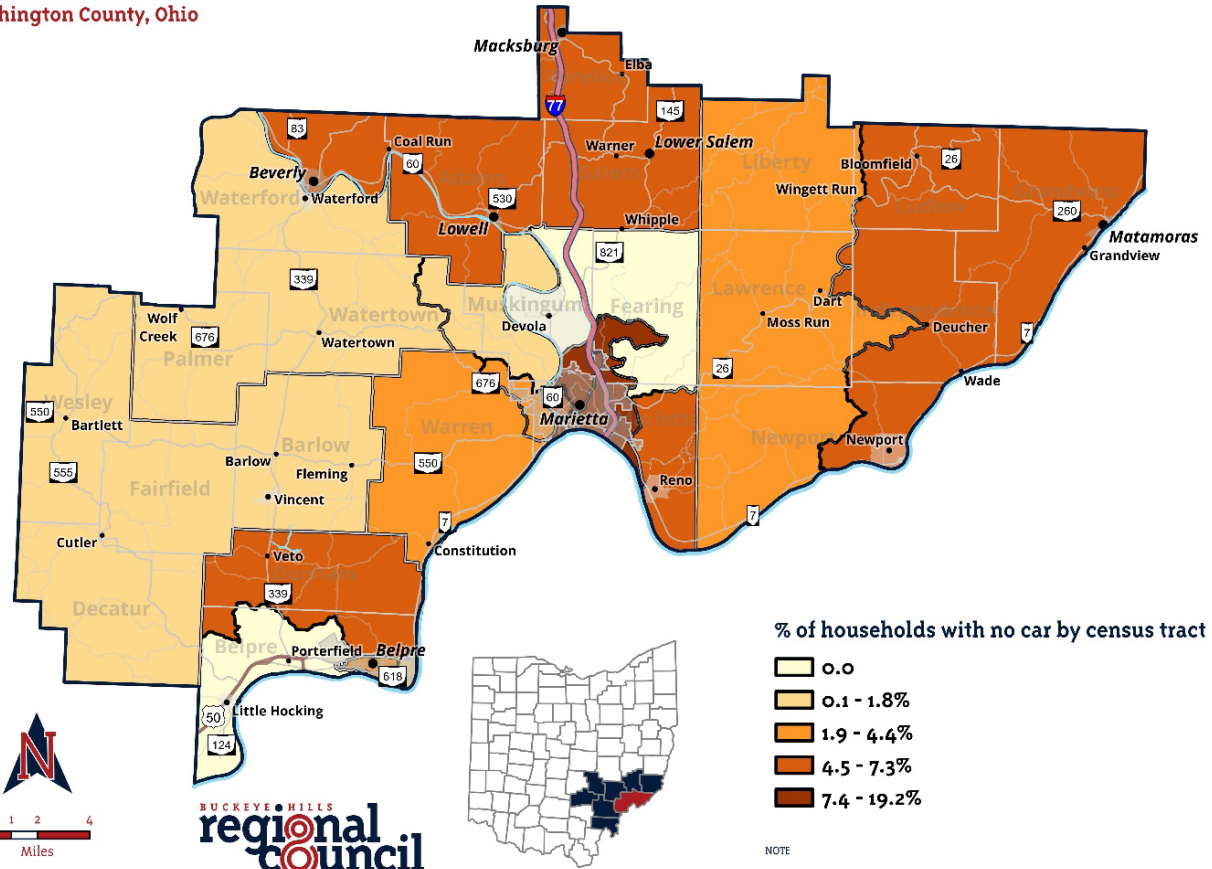 hington County, Ohio
Macksburg
Elba
77
145
83
Coal Run
60
Warner
Lower Salem
Salem
Liberty
Bloomfield
26
Beverly
Adams
Wingett Run
Ludlow
Grandview
Waterford
Waterford
530
260
Lowell
Whipple
Matamoras
821
Grandview
339
Muskingum
Fearing
Lawrence
Dart
Wolf
Creek
676
Watertown
Devola
Moss Run
Deucher
7
Palmer
Watertown
26
Wade
676
60
550
Wesley
Bartlett
Marietta
Warren
Newport
Newport
Barlow
Barlow
Fleming
550
555
Fairfield
Vincent
Reno
7
7
Cutler
Constitution
Veto
339
Decatur
Belpre
Porterfield
Belpre
618
Little Hocking
50
124
% of households with no car by census tract
0.0
0.1 - 1.8%
1.9 - 4.4%
4.5 - 7.3%
7.4 - 19.2%
N
1 2 4
Miles
BUCKEYE HILLS
regional
council
NOTE